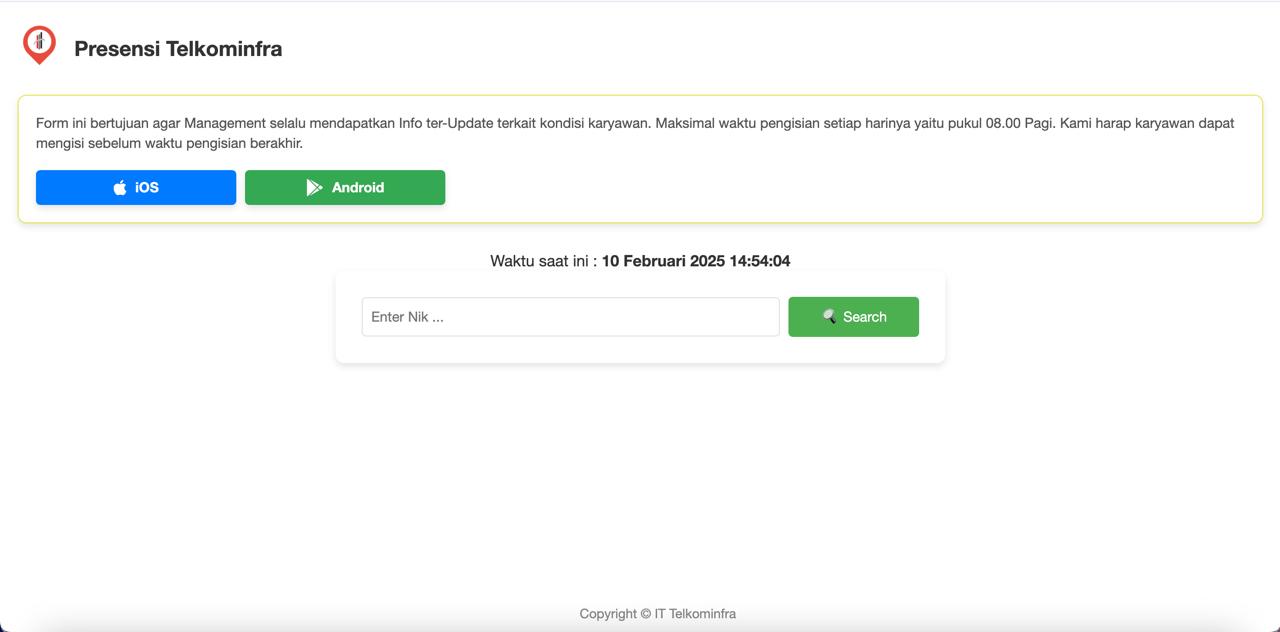 Presensi Telkominfra
Form ini bertujuan agar Management selalu mendapatkan Info ter-Update terkait kondisi karyawan. Maksimal waktu pengisian setiap harinya yaitu pukul 08.00 Pagi. Kami harap karyawan dapat
mengisi sebelum waktu pengisian berakhir.
iOS
Android
Waktu saat ini : 10 Februari 2025 14:54:04
Enter Nik ...
Search
Copyright © IT Telkominfra